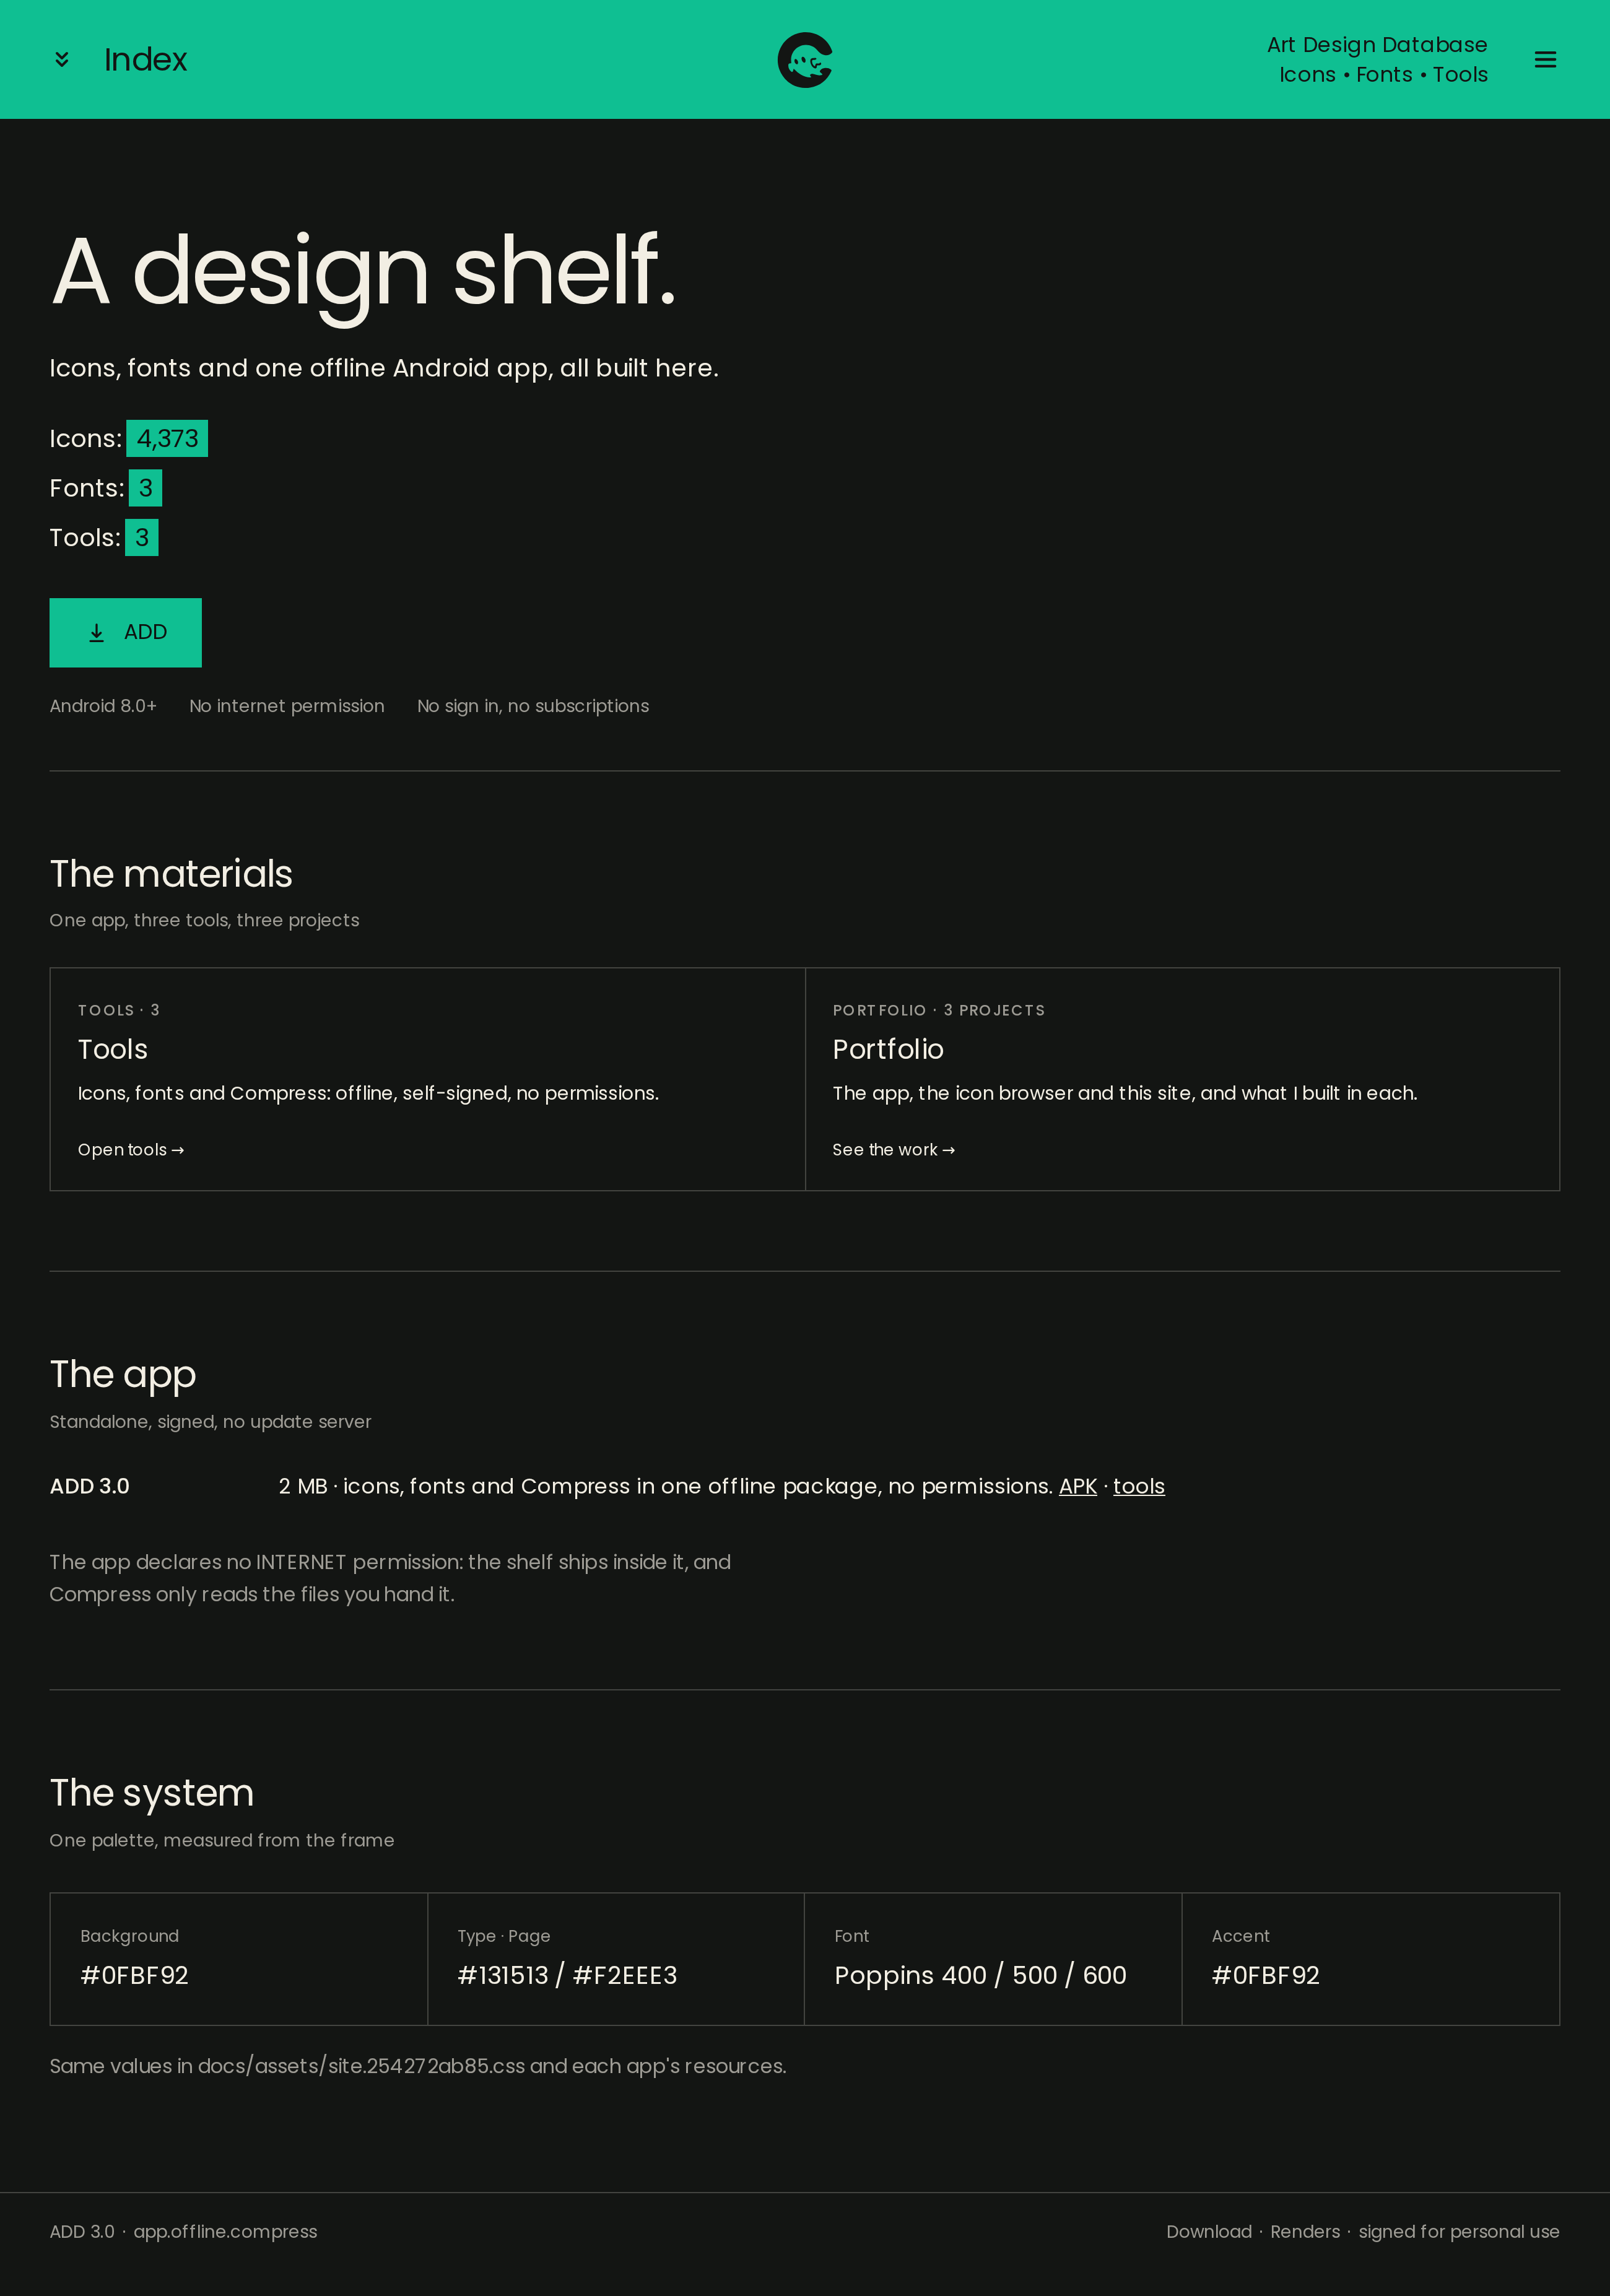 Index
Art Design Database
Icons • Fonts • Tools
A design shelf.
Icons, fonts and one offline Android app, all built here.
Icons: 4,373
Fonts: 3
Tools: 3
ADD
Android 8.0+ No internet permission No sign in, no subscriptions
The materials
One app, three tools, three projects
TOOLS · 3
Tools
Icons, fonts and Compress: offline, self-signed, no permissions.
Open tools →
PORTFOLIO · 3 PROJECTS
Portfolio
The app, the icon browser and this site, and what I built in each.
See the work →
The app
Standalone, signed, no update server
ADD 3.0 2 MB · icons, fonts and Compress in one offline package, no permissions. APK · tools
The app declares no INTERNET permission: the shelf ships inside it, and
Compress only reads the files you hand it.
The system
One palette, measured from the frame
Background
#0FBF92
Type · Page
#131513 / #F2EEE3
Font
Poppins 400 / 500 / 600
Accent
#0FBF92
Same values in docs/assets/site.254272ab85.css and each app's resources.
ADD 3.0 · app.offline.compress
Download · Renders · signed for personal use